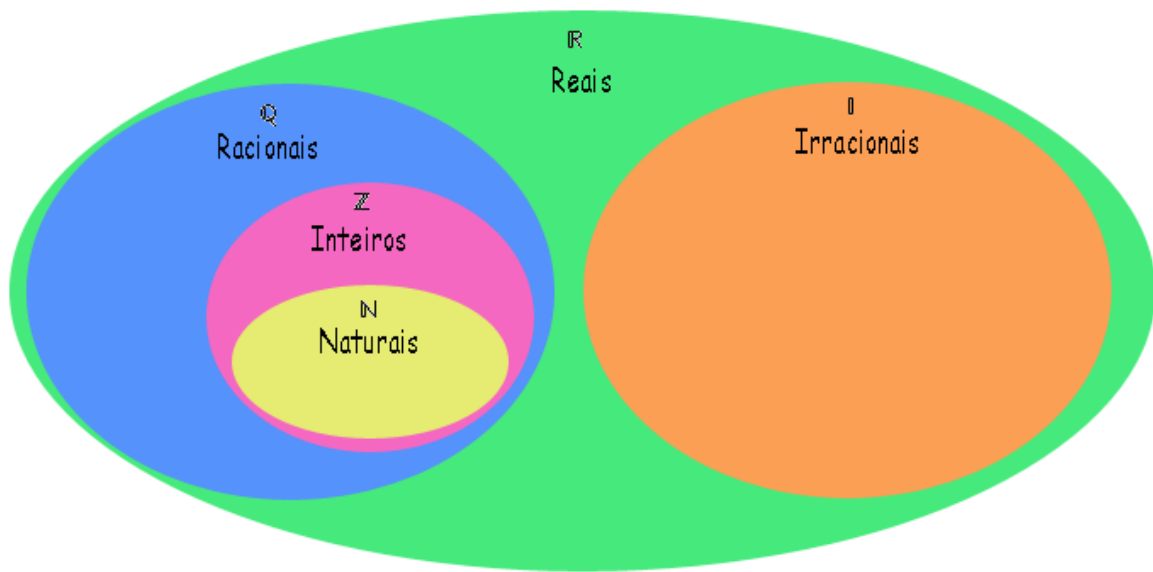 ℝ
Reais
ℚ
Racionais
ℤ
Inteiros
ℕ
Naturais
𝕀
Irracionais